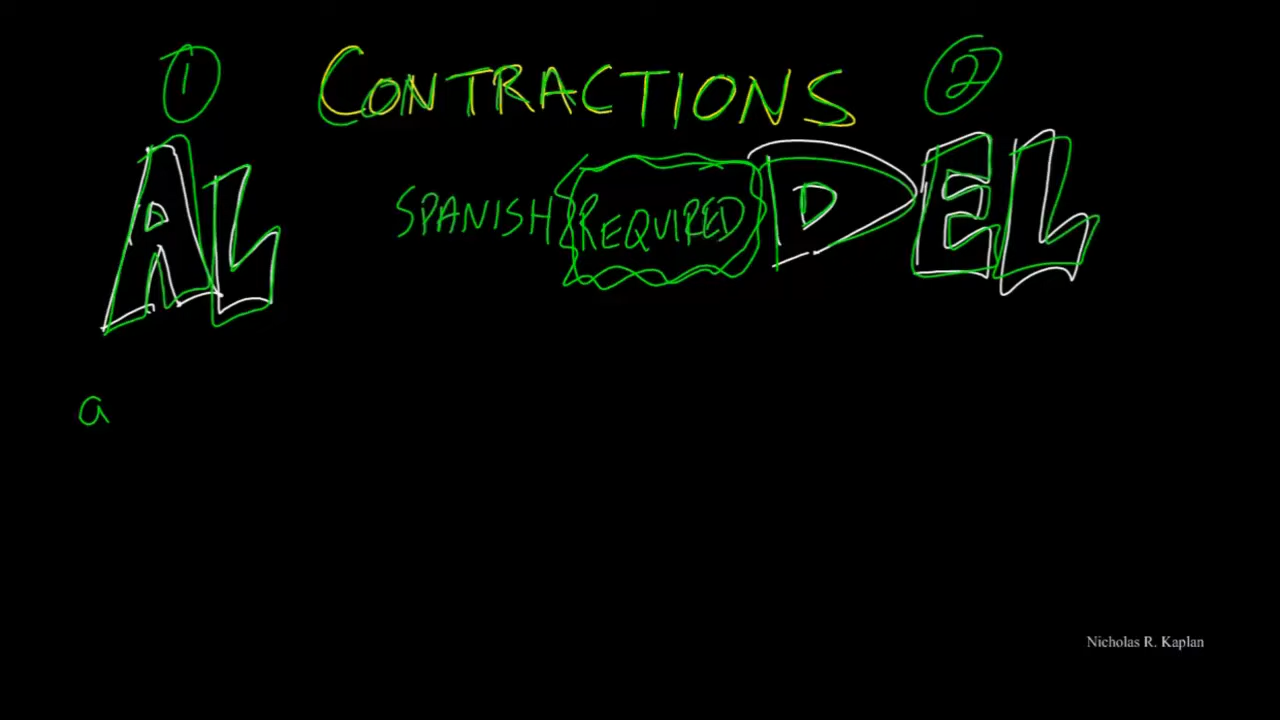 1 CONTRACTIONS 2
AL SPANISH REQUIRED DEL
a
Nicholas R. Kaplan